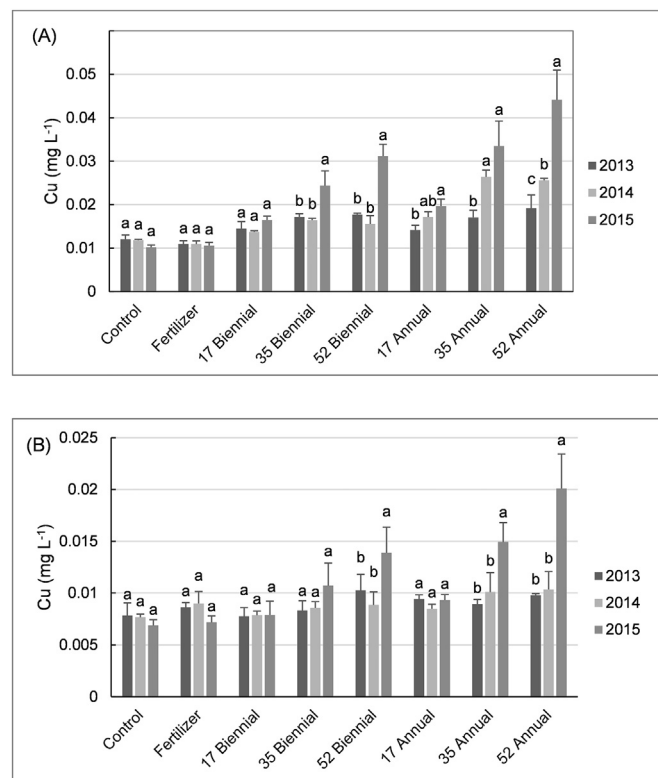 (A)
0.05
0.04
0.03
0.02
0.01
0
Cu (mg L-1)
a a a
a a a
a a a
b b a
b b a
b ab a
b a a
c b a
2013
2014
2015
Control
Fertilizer
17 Biennial
35 Biennial
52 Biennial
17 Annual
35 Annual
52 Annual
(B)
0.025
0.02
0.015
0.01
0.005
0
Cu (mg L-1)
a a a
a a a
a a a
a a a
b b a
a a a
b b a
b b a
2013
2014
2015
Control
Fertilizer
17 Biennial
35 Biennial
52 Biennial
17 Annual
35 Annual
52 Annual